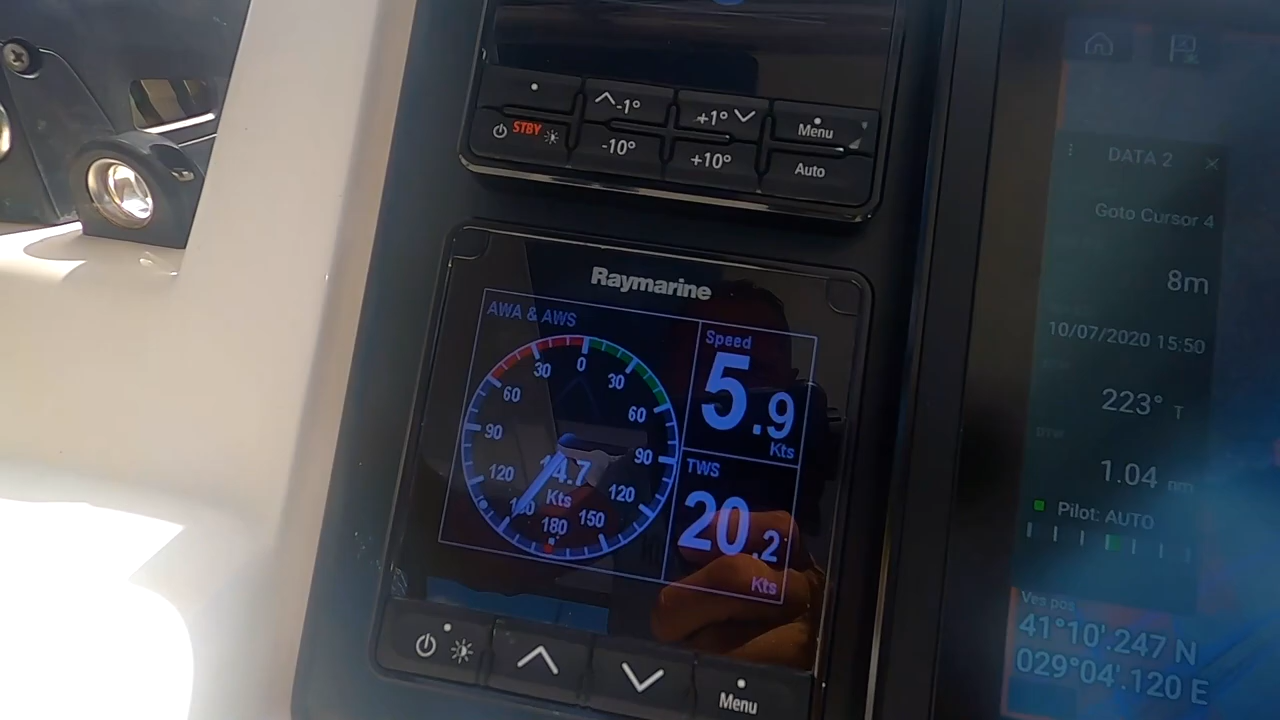 -1°
+1°
Menu
STBY
-10°
+10°
Auto
Raymarine
AWA & AWS
0
30
30
60
60
90
90
120
120
150
180
14.7
Kts
Speed
5.9
Kts
TWS
20.2
Kts
Menu
DATA 2
Goto Cursor 4
8m
10/07/2020 15:50
223° T
1.04 nm
Pilot: AUTO
Ves pos
41°10'.247 N
029°04'.120 E